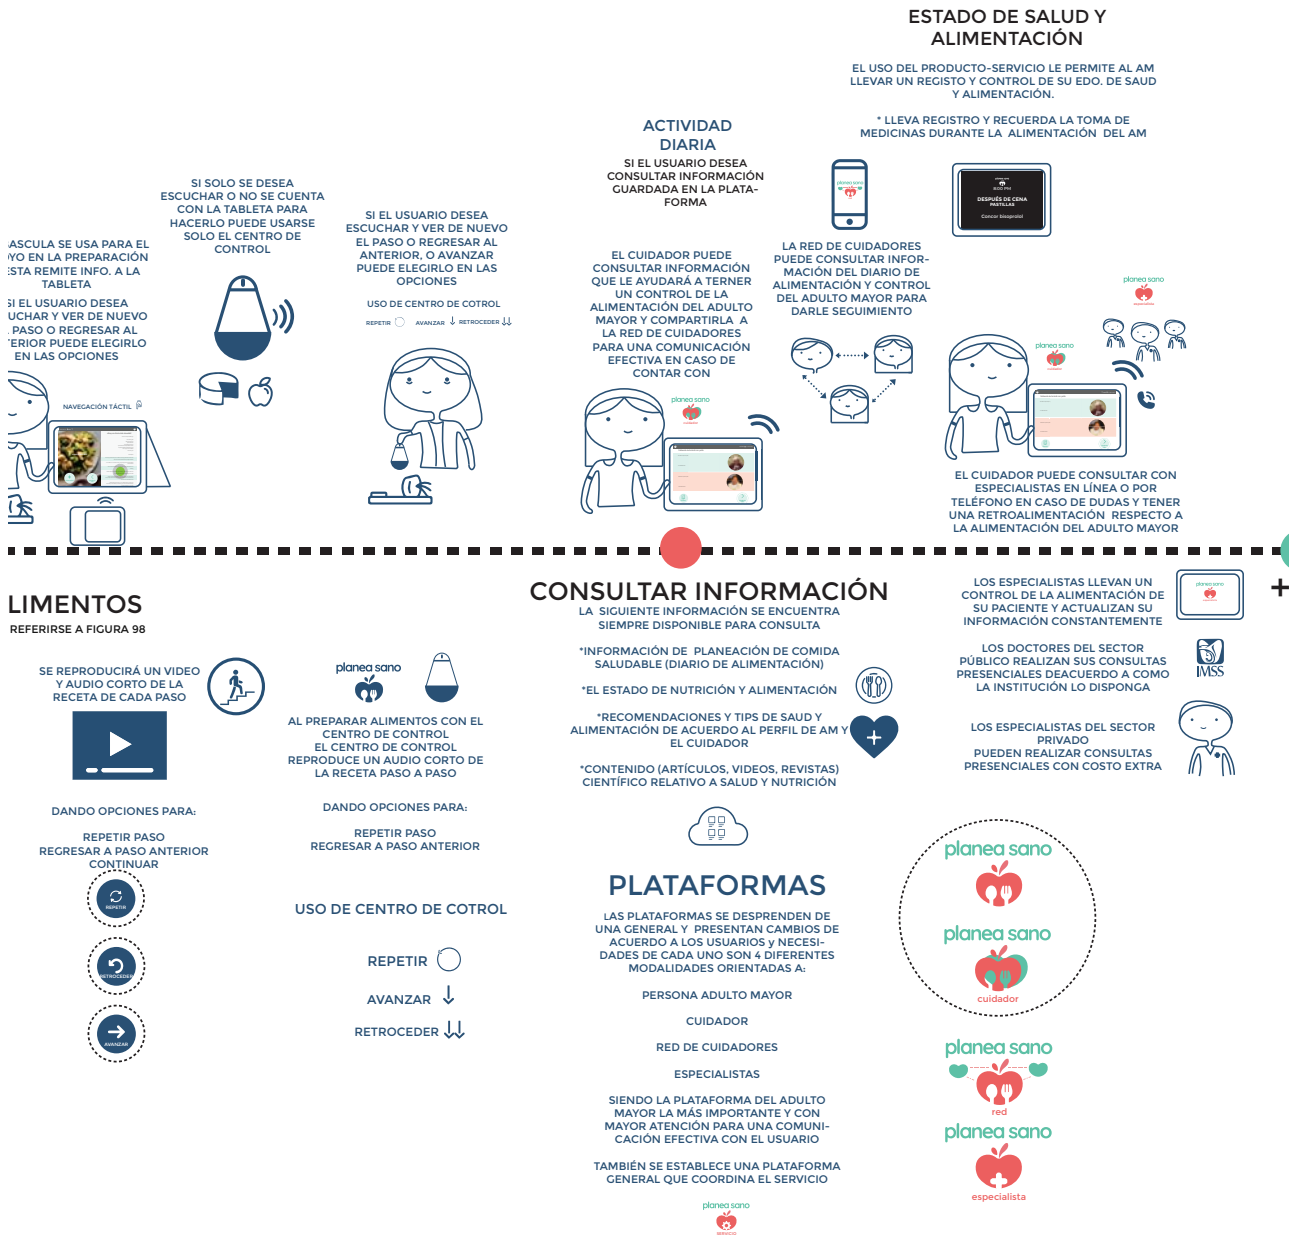 ESTADO DE SALUD Y
ALIMENTACIÓN
EL USO DEL PRODUCTO-SERVICIO LE PERMITE AL AM
LLEVAR UN REGISTO Y CONTROL DE SU EDO. DE SAUD
Y ALIMENTACIÓN.
* LLEVA REGISTRO Y RECUERDA LA TOMA DE
MEDICINAS DURANTE LA ALIMENTACIÓN DEL AM
ACTIVIDAD
DIARIA
SI EL USUARIO DESEA
CONSULTAR INFORMACIÓN
GUARDADA EN LA PLATA-
FORMA
SI SOLO SE DESEA
ESCUCHAR O NO SE CUENTA
CON LA TABLETA PARA
HACERLO PUEDE USARSE
SOLO EL CENTRO DE
CONTROL
SI EL USUARIO DESEA
ESCUCHAR Y VER DE NUEVO
EL PASO O REGRESAR AL
ANTERIOR, O AVANZAR
PUEDE ELEGIRLO EN LAS
OPCIONES
USO DE CENTRO DE COTROL
REPETIR AVANZAR RETROCEDER
ASCULA SE USA PARA EL
YO EN LA PREPARACIÓN
ESTA REMITE INFO. A LA
TABLETA
SI EL USUARIO DESEA
UCHAR Y VER DE NUEVO
PASO O REGRESAR AL
TERIOR PUEDE ELEGIRLO
EN LAS OPCIONES
NAVEGACIÓN TÁCTIL
EL CUIDADOR PUEDE
CONSULTAR INFORMACIÓN
QUE LE AYUDARÁ A TERNER
UN CONTROL DE LA
ALIMENTACIÓN DEL ADULTO
MAYOR Y COMPARTIRLA A
LA RED DE CUIDADORES
PARA UNA COMUNICACIÓN
EFECTIVA EN CASO DE
CONTAR CON
planea sano
cuidador
planea sano
8:00 PM
DESPUÉS DE CENA
PASTILLAS
Concor bisoprolol
LA RED DE CUIDADORES
PUEDE CONSULTAR INFOR-
MACIÓN DEL DIARIO DE
ALIMENTACIÓN Y CONTROL
DEL ADULTO MAYOR PARA
DARLE SEGUIMIENTO
planea sano
especialista
planea sano
cuidador
EL CUIDADOR PUEDE CONSULTAR CON
ESPECIALISTAS EN LÍNEA O POR
TELÉFONO EN CASO DE DUDAS Y TENER
UNA RETROALIMENTACIÓN RESPECTO A
LA ALIMENTACIÓN DEL ADULTO MAYOR
LIMENTOS
REFERIRSE A FIGURA 98
SE REPRODUCIRÁ UN VIDEO
Y AUDIO CORTO DE LA
RECETA DE CADA PASO
DANDO OPCIONES PARA:
REPETIR PASO
REGRESAR A PASO ANTERIOR
CONTINUAR
REPETIR
RETROCEDER
AVANZAR
planea sano
AL PREPARAR ALIMENTOS CON EL
CENTRO DE CONTROL
EL CENTRO DE CONTROL
REPRODUCE UN AUDIO CORTO DE
LA RECETA PASO A PASO
DANDO OPCIONES PARA:
REPETIR PASO
REGRESAR A PASO ANTERIOR
USO DE CENTRO DE COTROL
REPETIR
AVANZAR
RETROCEDER
CONSULTAR INFORMACIÓN
LA SIGUIENTE INFORMACIÓN SE ENCUENTRA
SIEMPRE DISPONIBLE PARA CONSULTA
*INFORMACIÓN DE PLANEACIÓN DE COMIDA
SALUDABLE (DIARIO DE ALIMENTACIÓN)
*EL ESTADO DE NUTRICIÓN Y ALIMENTACIÓN
*RECOMENDACIONES Y TIPS DE SAUD Y
ALIMENTACIÓN DE ACUERDO AL PERFIL DE AM Y
EL CUIDADOR
*CONTENIDO (ARTÍCULOS, VIDEOS, REVISTAS)
CIENTÍFICO RELATIVO A SALUD Y NUTRICIÓN
PLATAFORMAS
LAS PLATAFORMAS SE DESPRENDEN DE
UNA GENERAL Y PRESENTAN CAMBIOS DE
ACUERDO A LOS USUARIOS y NECESI-
DADES DE CADA UNO SON 4 DIFERENTES
MODALIDADES ORIENTADAS A:
PERSONA ADULTO MAYOR
CUIDADOR
RED DE CUIDADORES
ESPECIALISTAS
SIENDO LA PLATAFORMA DEL ADULTO
MAYOR LA MÁS IMPORTANTE Y CON
MAYOR ATENCIÓN PARA UNA COMUNI-
CACIÓN EFECTIVA CON EL USUARIO
TAMBIÉN SE ESTABLECE UNA PLATAFORMA
GENERAL QUE COORDINA EL SERVICIO
planea sano
SERVICIO
LOS ESPECIALISTAS LLEVAN UN
CONTROL DE LA ALIMENTACIÓN DE
SU PACIENTE Y ACTUALIZAN SU
INFORMACIÓN CONSTANTEMENTE
planea sano
LOS DOCTORES DEL SECTOR
PÚBLICO REALIZAN SUS CONSULTAS
PRESENCIALES DEACUERDO A COMO
LA INSTITUCIÓN LO DISPONGA
IMSS
LOS ESPECIALISTAS DEL SECTOR
PRIVADO
PUEDEN REALIZAR CONSULTAS
PRESENCIALES CON COSTO EXTRA
+
planea sano
planea sano
cuidador
planea sano
red
planea sano
especialista